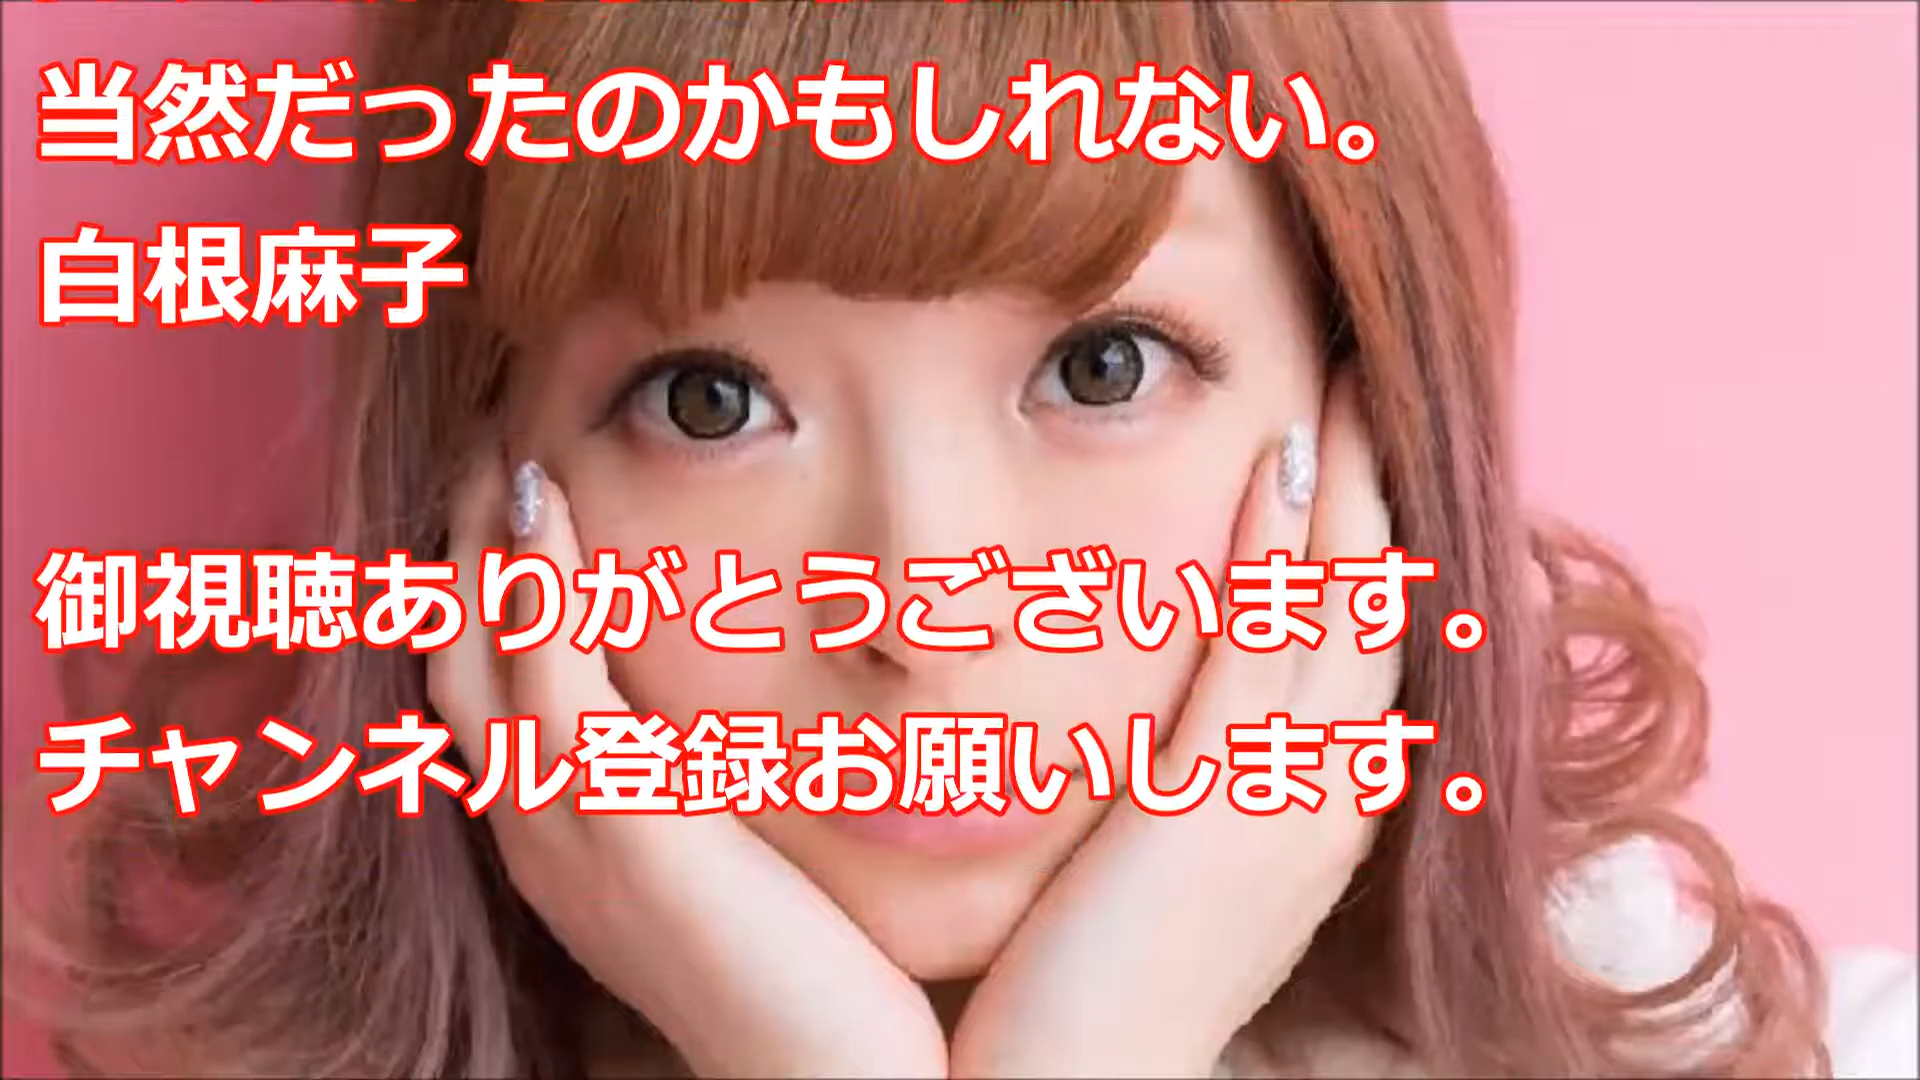 当然だったのかもしれない。
白根麻子
御視聴ありがとうございます。
チャンネル登録お願いします。